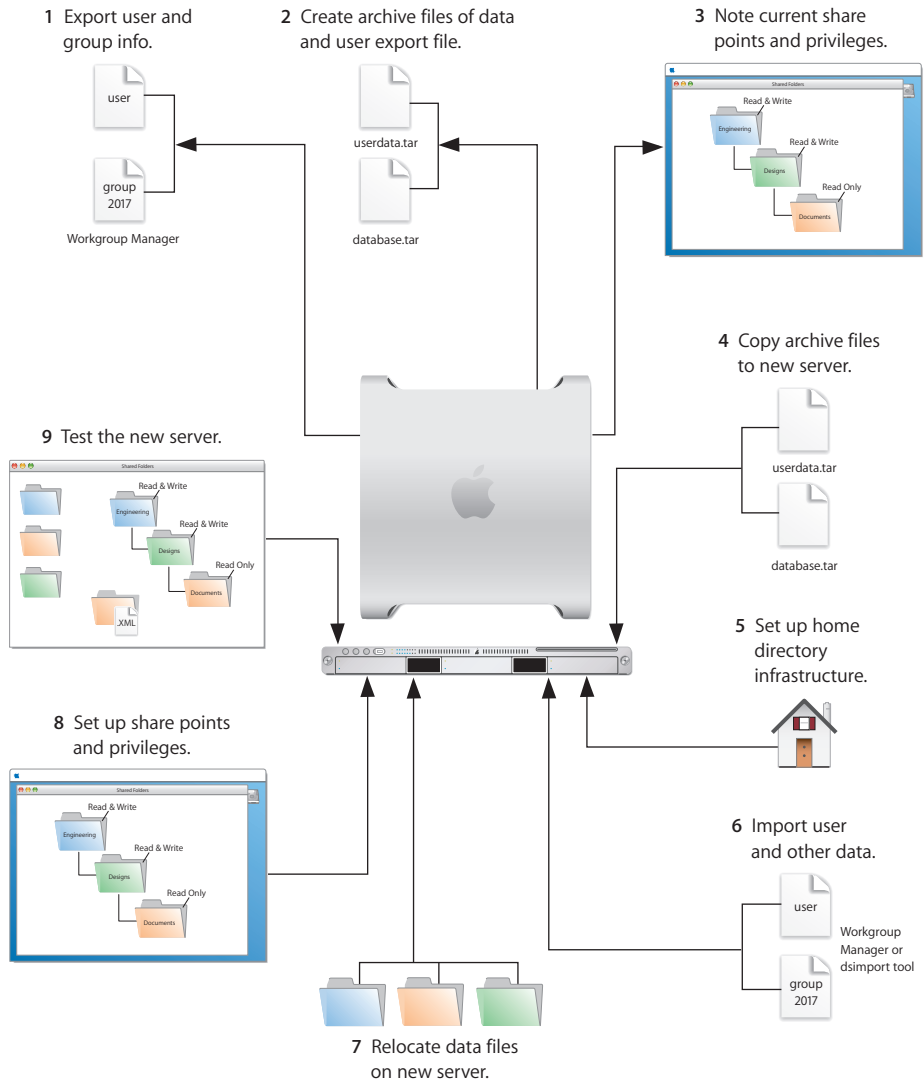 1 Export user and
group info.
user
group
2017
Workgroup Manager
2 Create archive files of data
and user export file.
userdata.tar
database.tar
3 Note current share
points and privileges.
Shared Folders
Read & Write
Engineering
Read & Write
Designs
Read Only
Documents
4 Copy archive files
to new server.
userdata.tar
database.tar
5 Set up home
directory
infrastructure.
6 Import user
and other data.
user
group
2017
Workgroup
Manager or
dsimport tool
7 Relocate data files
on new server.
8 Set up share points
and privileges.
Shared Folders
Read & Write
Engineering
Read & Write
Designs
Read Only
Documents
9 Test the new server.
Shared Folders
Read & Write
Engineering
Read & Write
Designs
Read Only
Documents
.XML